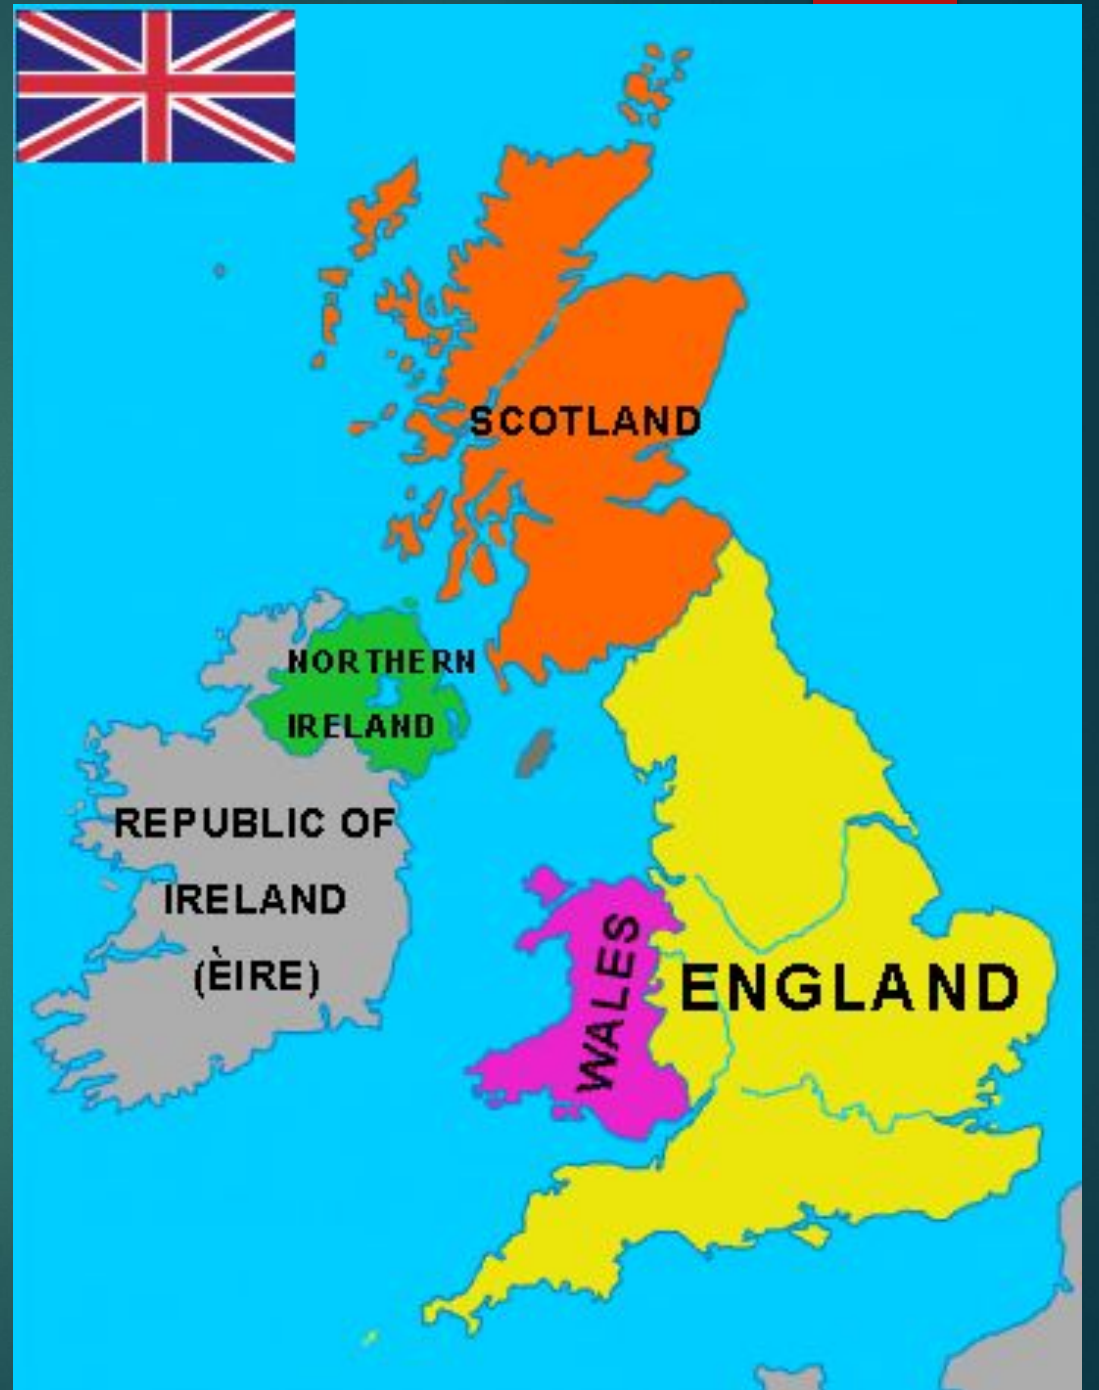 SCOTLAND
NORTHERN
IRELAND
REPUBLIC OF
IRELAND
(ÈIRE)
WALES
ENGLAND